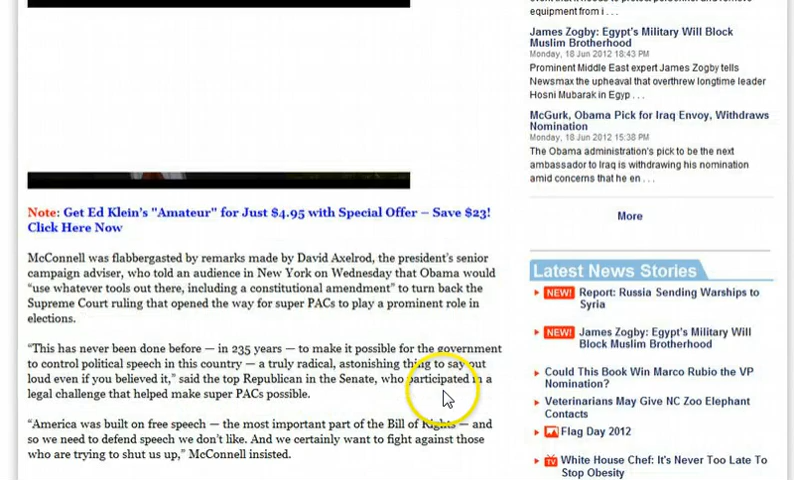 Note: Get Ed Klein's "Amateur" for Just $4.95 with Special Offer – Save $23!
Click Here Now
McConnell was flabbergasted by remarks made by David Axelrod, the president's senior
campaign adviser, who told an audience in New York on Wednesday that Obama would
"use whatever tools out there, including a constitutional amendment" to turn back the
Supreme Court ruling that opened the way for super PACs to play a prominent role in
elections.
"This has never been done before — in 235 years — to make it possible for the government
to control political speech in this country — a truly radical, astonishing thing to say out
loud even if you believed it," said the top Republican in the Senate, who participated in a
legal challenge that helped make super PACs possible.
"America was built on free speech — the most important part of the Bill of Rights — and
so we need to defend speech we don't like. And we certainly want to fight against those
who are trying to shut us up," McConnell insisted.
equipment from i . . .
James Zogby: Egypt's Military Will Block
Muslim Brotherhood
Monday, 18 Jun 2012 18:43 PM
Prominent Middle East expert James Zogby tells
Newsmax the upheaval that overthrew longtime leader
Hosni Mubarak in Egyp . . .
McGurk, Obama Pick for Iraq Envoy, Withdraws
Nomination
Monday, 18 Jun 2012 15:38 PM
The Obama administration's pick to be the next
ambassador to Iraq is withdrawing his nomination
amid concerns that he en . . .
More
Latest News Stories
NEW! Report: Russia Sending Warships to
Syria
NEW! James Zogby: Egypt's Military Will
Block Muslim Brotherhood
Could This Book Win Marco Rubio the VP
Nomination?
Veterinarians May Give NC Zoo Elephant
Contacts
Flag Day 2012
TV White House Chef: It's Never Too Late To
Stop Obesity